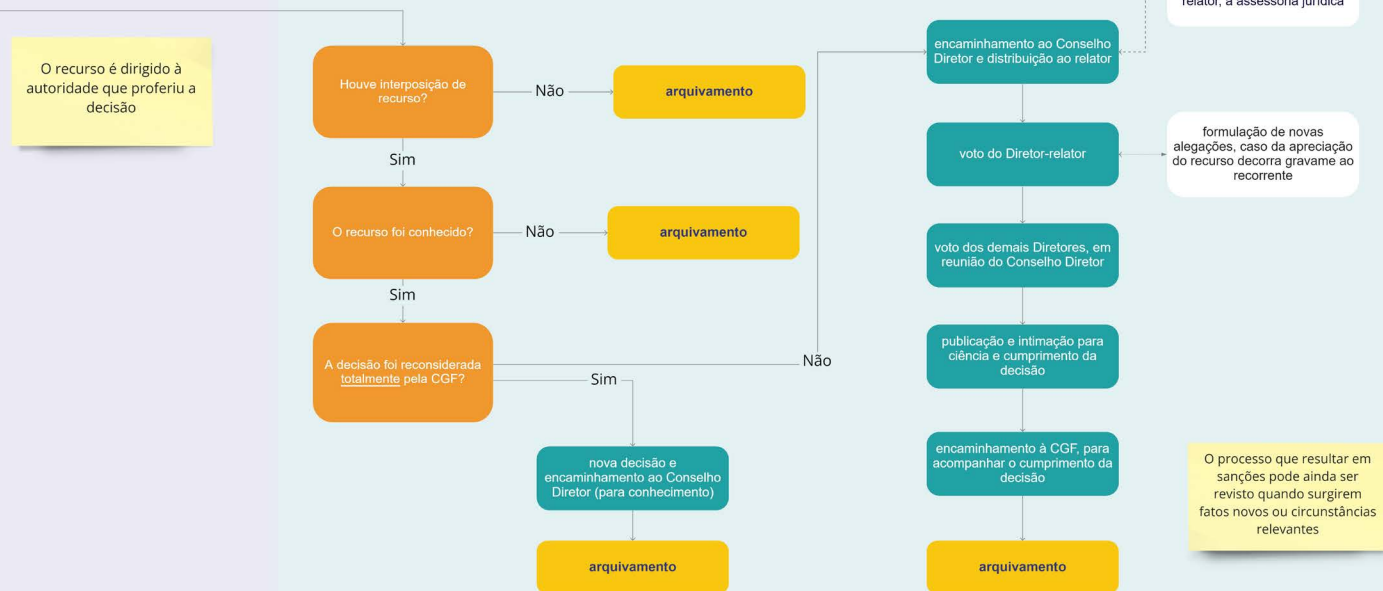 relator, à assessoria jurídica
O recurso é dirigido à
autoridade que proferiu a
decisão
Houve interposição de
recurso?
Não
arquivamento
encaminhamento ao Conselho
Diretor e distribuição ao relator
Sim
voto do Diretor-relator
formulação de novas
alegações, caso da apreciação
do recurso decorra gravame ao
recorrente
O recurso foi conhecido?
Não
arquivamento
voto dos demais Diretores, em
reunião do Conselho Diretor
Sim
A decisão foi reconsiderada
totalmente pela CGF?
Não
Sim
publicação e intimação para
ciência e cumprimento da
decisão
nova decisão e
encaminhamento ao Conselho
Diretor (para conhecimento)
encaminhamento à CGF, para
acompanhar o cumprimento da
decisão
O processo que resultar em
sanções pode ainda ser
revisto quando surgirem
fatos novos ou circunstâncias
relevantes
arquivamento
arquivamento